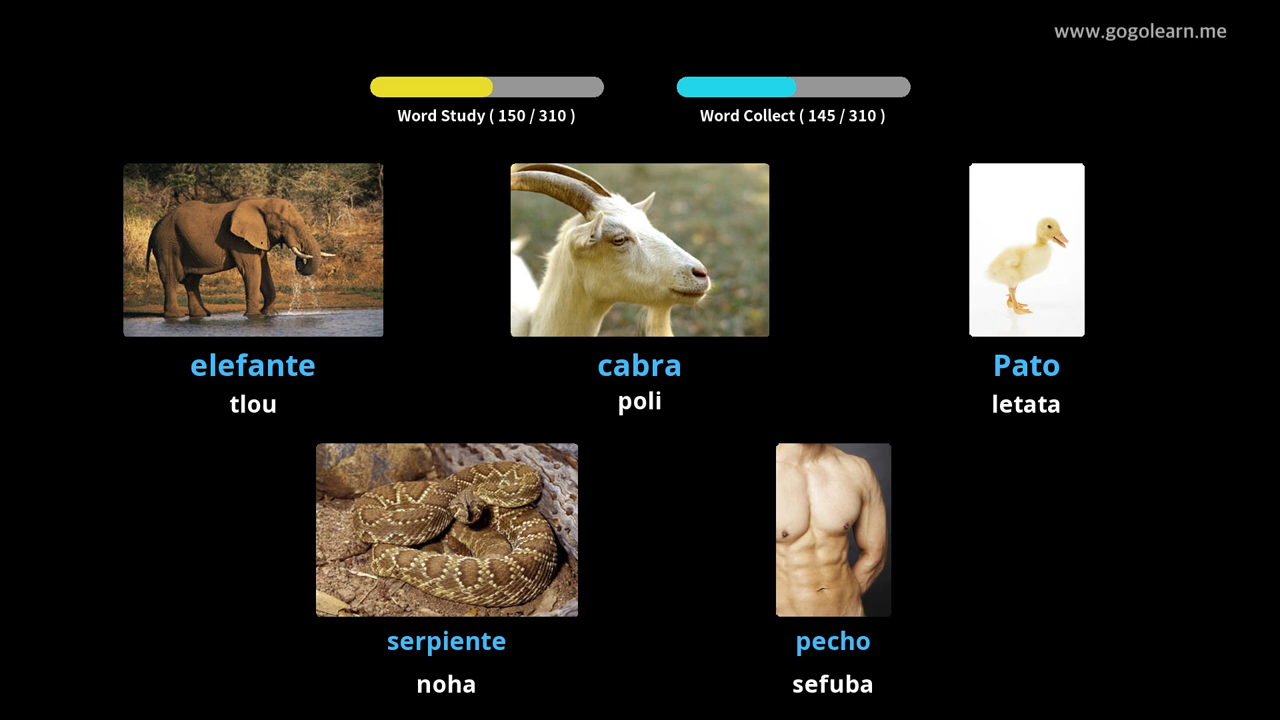 www.gogolearn.me
Word Study ( 150 / 310 )
Word Collect ( 145 / 310 )
elefante
tlou
cabra
poli
Pato
letata
serpiente
noha
pecho
sefuba